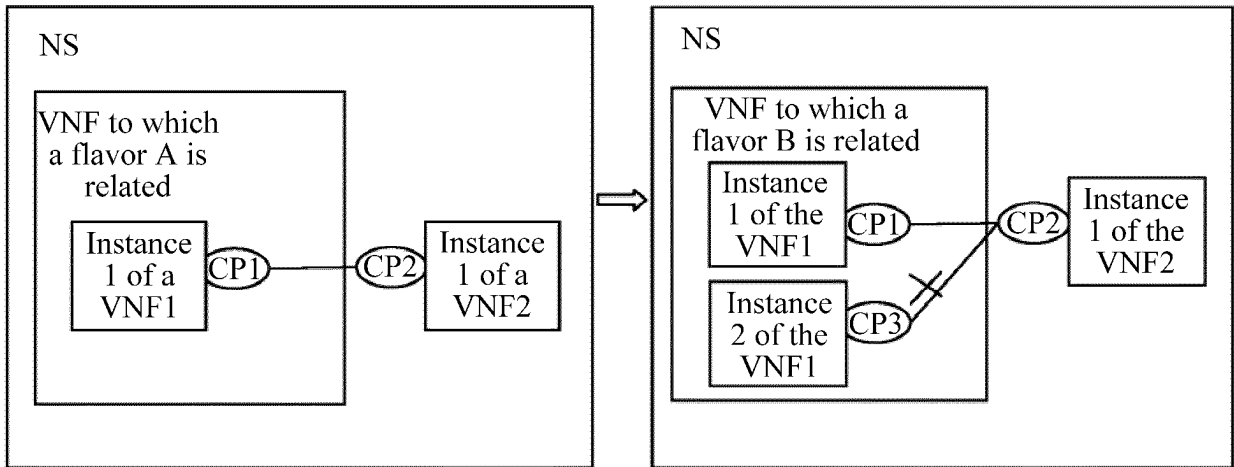 NS
VNF to which
a flavor A is
related
Instance
1 of a
VNF1
CP1
CP2
Instance
1 of a
VNF2
NS
VNF to which a
flavor B is related
Instance
1 of the
VNF1
CP1
CP2
Instance
1 of the
VNF2
Instance
2 of the
VNF1
CP3